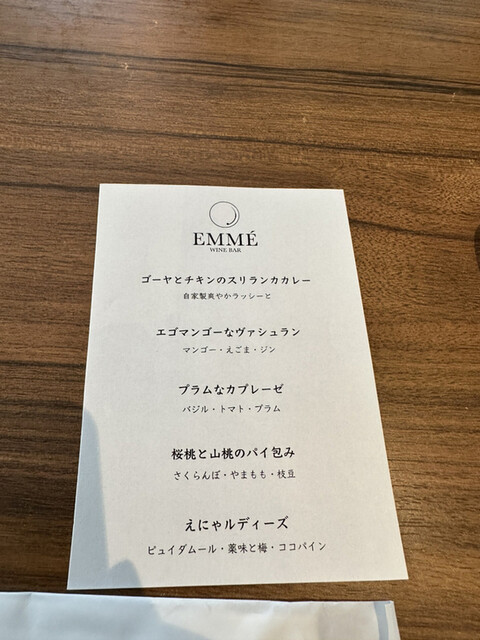 EMMÉ
WINE BAR
ゴーヤとチキンのスリランカカレー
自家製爽やかラッシーと
エゴマンゴーなヴァシュラン
マンゴー・えごま・ジン
プラムなカプレーゼ
バジル・トマト・プラム
桜桃と山桃のパイ包み
さくらんぼ・やまもも・枝豆
えにゃルディーズ
ピュイダムール・薬味と梅・ココパイン